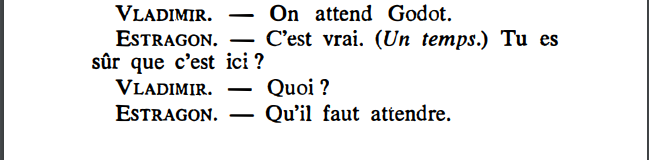 VLADIMIR. — On attend Godot.
ESTRAGON. — C'est vrai. (Un temps.) Tu es
sûr que c'est ici ?
VLADIMIR. — Quoi ?
ESTRAGON. — Qu'il faut attendre.